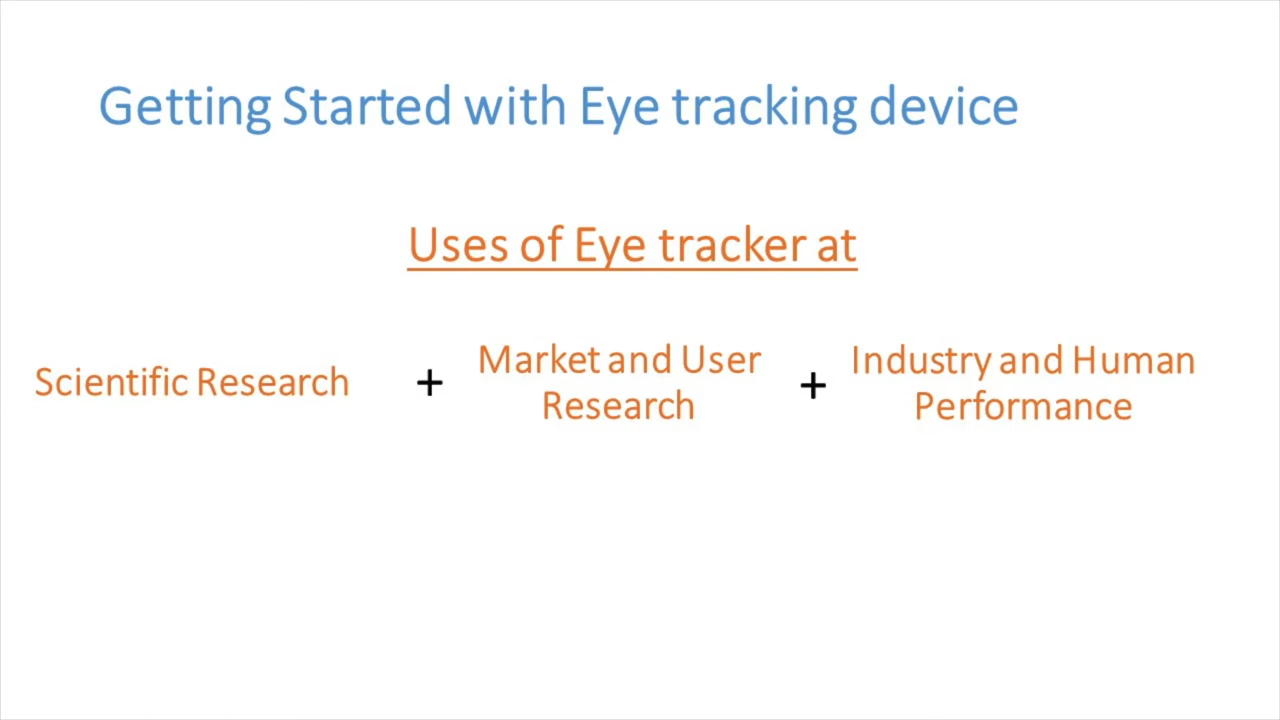 Getting Started with Eye tracking device
Uses of Eye tracker at
Scientific Research + Market and User Research + Industry and Human Performance